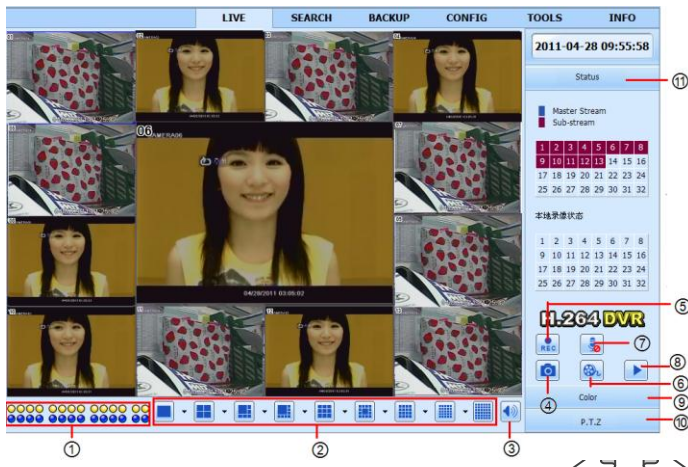 LIVE SEARCH BACKUP CONFIG TOOLS INFO
2011-04-28 09:55:58
Status
⑪
Master Stream
Sub-stream
1 2 3 4 5 6 7 8
9 10 11 12 13 14 15 16
17 18 19 20 21 22 23 24
25 26 27 28 29 30 31 32
本地录像状态
1 2 3 4 5 6 7 8
9 10 11 12 13 14 15 16
17 18 19 20 21 22 23 24
25 26 27 28 29 30 31 32
06
CAMERA06
04/28/2011 03:05:02
H.264 DVR
⑤
REC
⑦
⑧
④
⑥
Color
⑨
P.T.Z
⑩
①
②
③